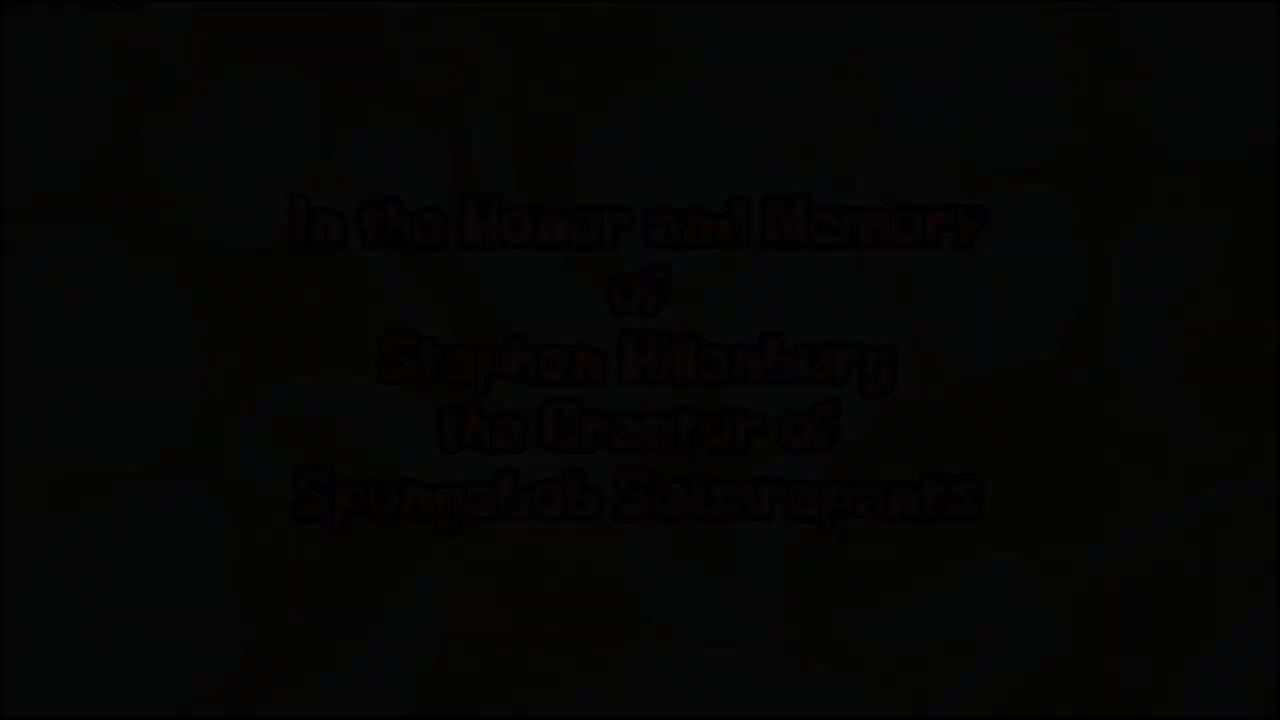 In the Honor and Memory
of
Stephen Hillenburg
the Creator of
Spongebob Squarepants